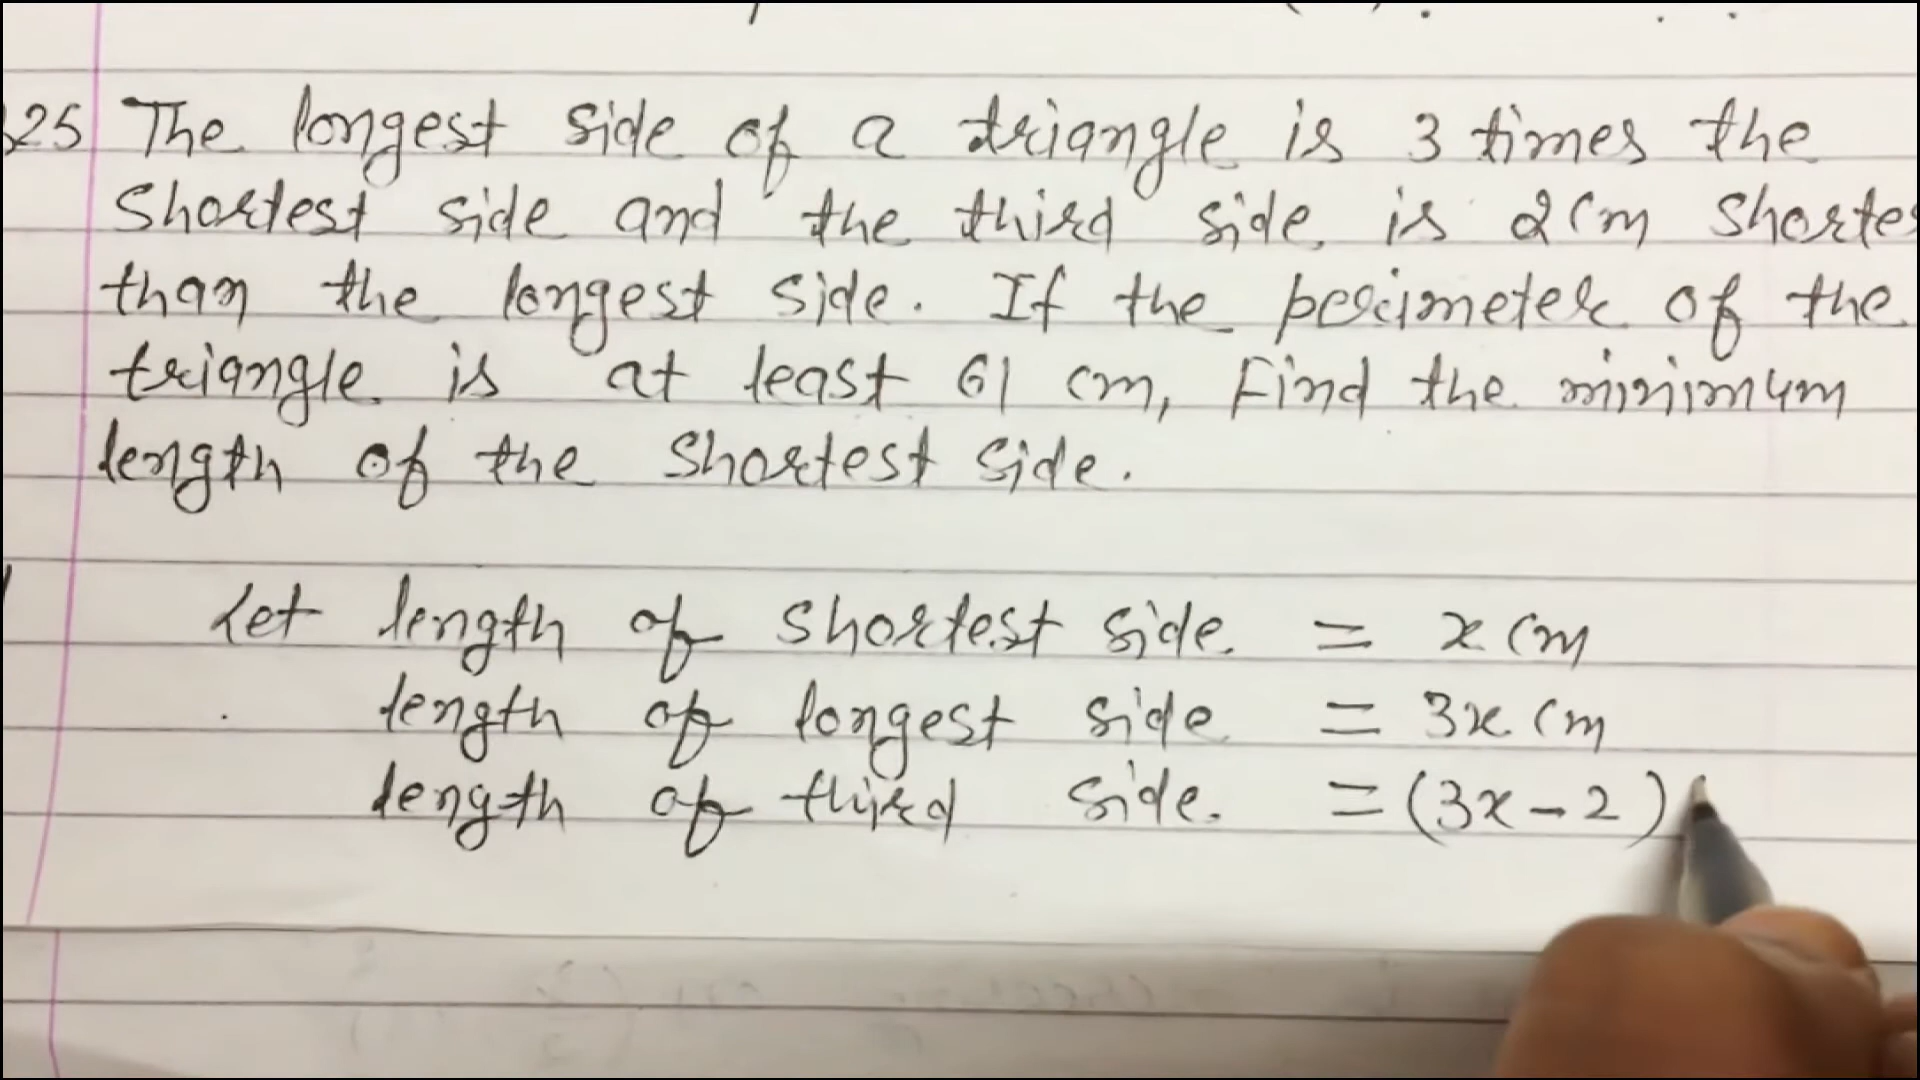 25 The longest side of a triangle is 3 times the
shortest side and the third side is 2 cm shorte
than the longest side. If the perimeter of the
triangle is at least 61 cm, Find the minimum
length of the shortest side.
Let length of shortest side = x cm
length of longest side = 3x cm
length of third side. = (3x - 2)